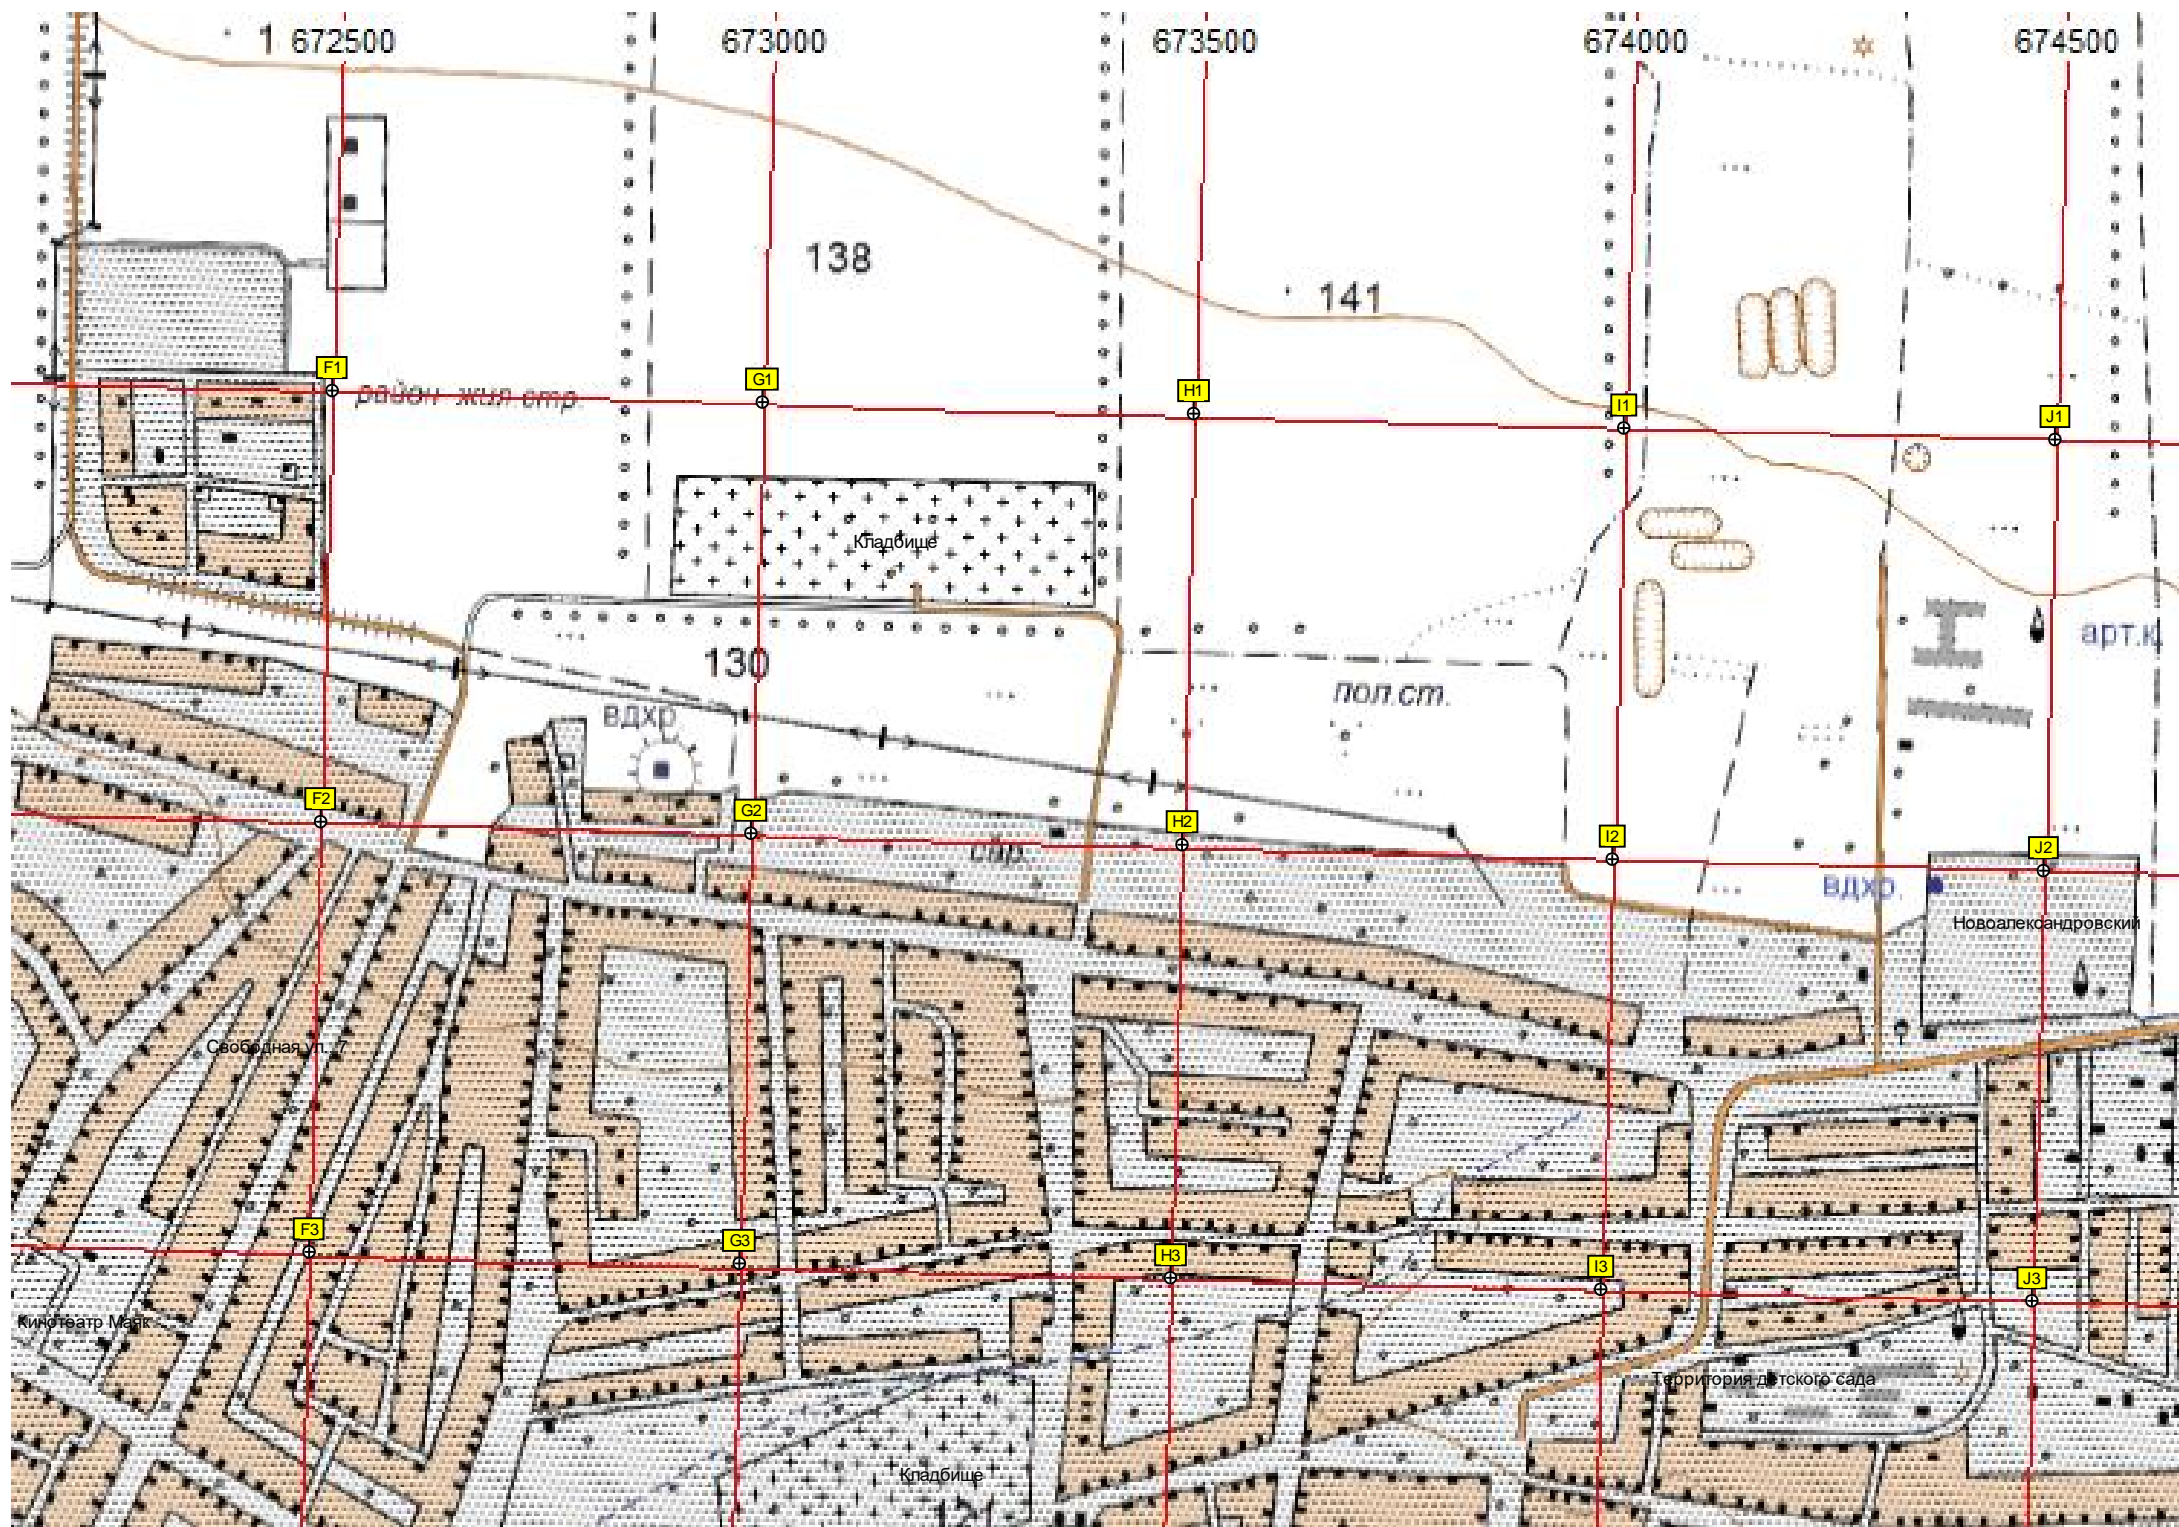 1 672500 673000 673500 674000 674500
138
141
F1 G1 H1 I1 J1
район жил.стр.
Кладбище
130
арт.к
пол.ст.
вдхр
F2 G2 H2 I2 J2
вдхр.
Новоалександровский
Свободная ул., 7
F3 G3 H3 I3 J3
Кинотеатр Маяк
Территория детского сада
Кладбище